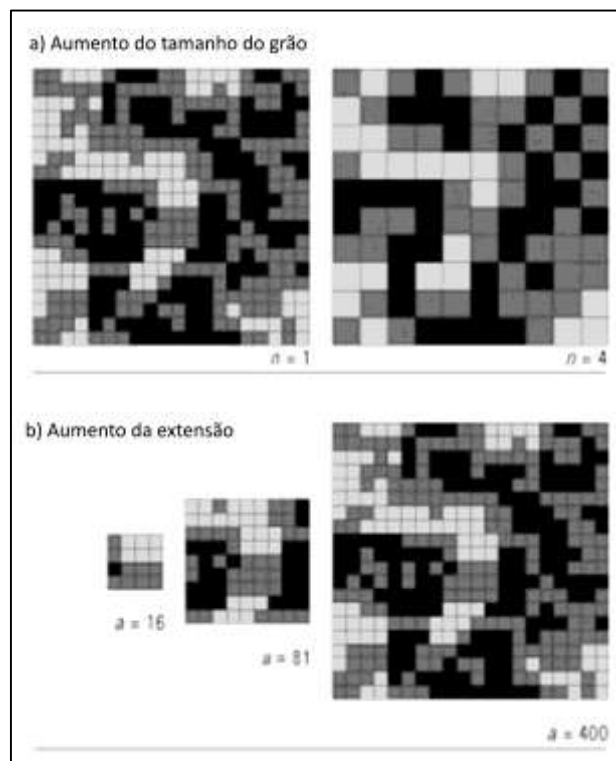 a) Aumento do tamanho do grão
n = 1
n = 4
b) Aumento da extensão
a = 16
a = 81
a = 400